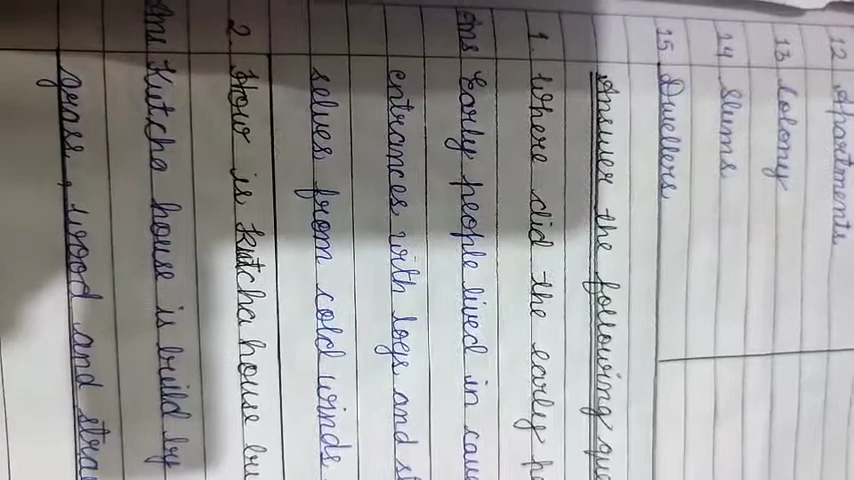 12 Apartments
13 Colony
14 Slums
15 Dwellers
Answer the following
1. Where did the early
Ans Early people lived in
entrances with logs and
selves from cold winds
2. How is Kutcha house
Ans Kutcha house is build by
grass, wood and